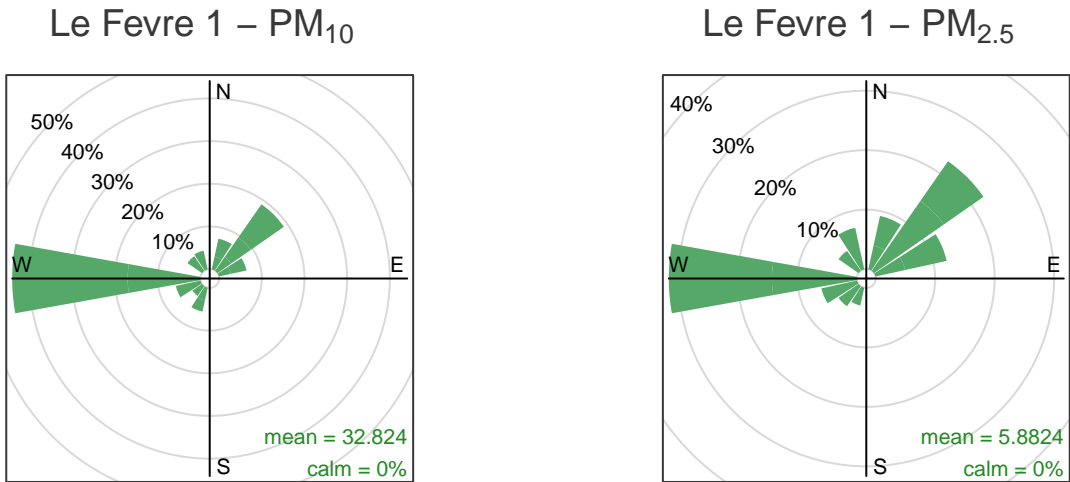 Le Fevre 1 – PM₁₀
N
50%
40%
30%
20%
10%
W
E
S
mean = 32.824
calm = 0%
Le Fevre 1 – PM₂.₅
N
40%
30%
20%
10%
W
E
S
mean = 5.8824
calm = 0%